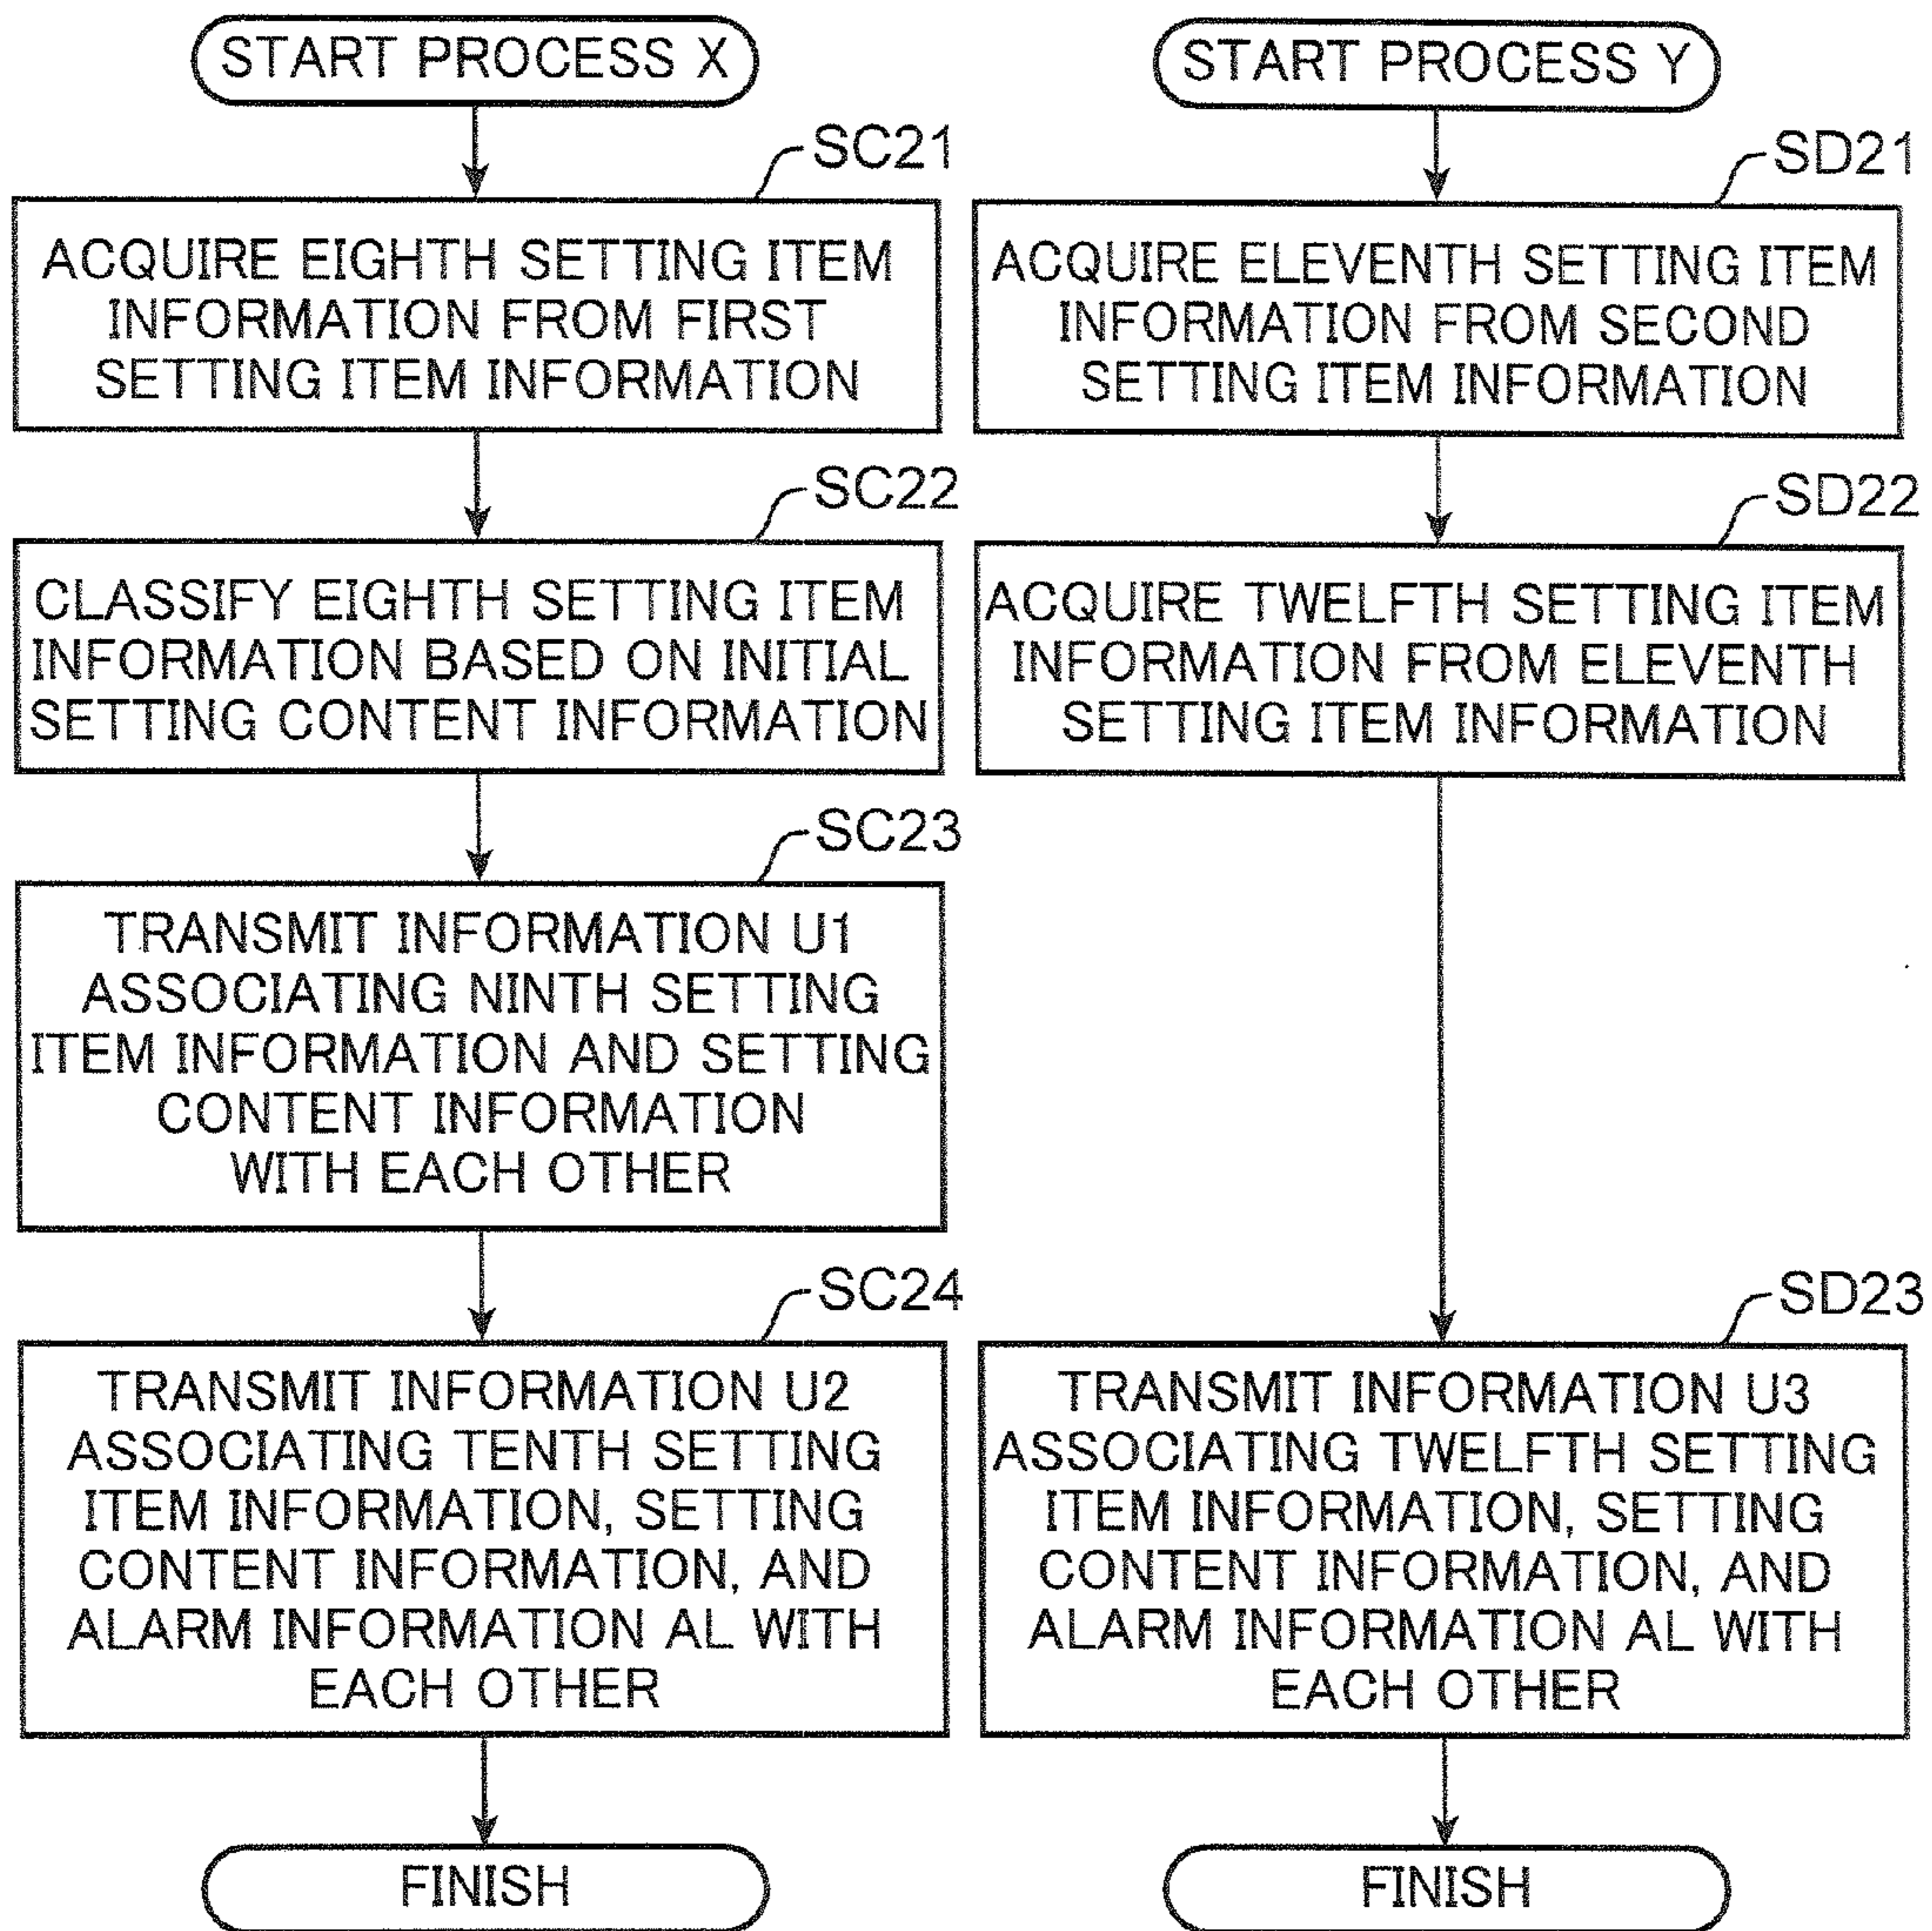 START PROCESS X
SC21
ACQUIRE EIGHTH SETTING ITEM
INFORMATION FROM FIRST
SETTING ITEM INFORMATION
SC22
CLASSIFY EIGHTH SETTING ITEM
INFORMATION BASED ON INITIAL
SETTING CONTENT INFORMATION
SC23
TRANSMIT INFORMATION U1
ASSOCIATING NINTH SETTING
ITEM INFORMATION AND SETTING
CONTENT INFORMATION
WITH EACH OTHER
SC24
TRANSMIT INFORMATION U2
ASSOCIATING TENTH SETTING
ITEM INFORMATION, SETTING
CONTENT INFORMATION, AND
ALARM INFORMATION AL WITH
EACH OTHER
FINISH
START PROCESS Y
SD21
ACQUIRE ELEVENTH SETTING ITEM
INFORMATION FROM SECOND
SETTING ITEM INFORMATION
SD22
ACQUIRE TWELFTH SETTING ITEM
INFORMATION FROM ELEVENTH
SETTING ITEM INFORMATION
SD23
TRANSMIT INFORMATION U3
ASSOCIATING TWELFTH SETTING
ITEM INFORMATION, SETTING
CONTENT INFORMATION, AND
ALARM INFORMATION AL WITH
EACH OTHER
FINISH